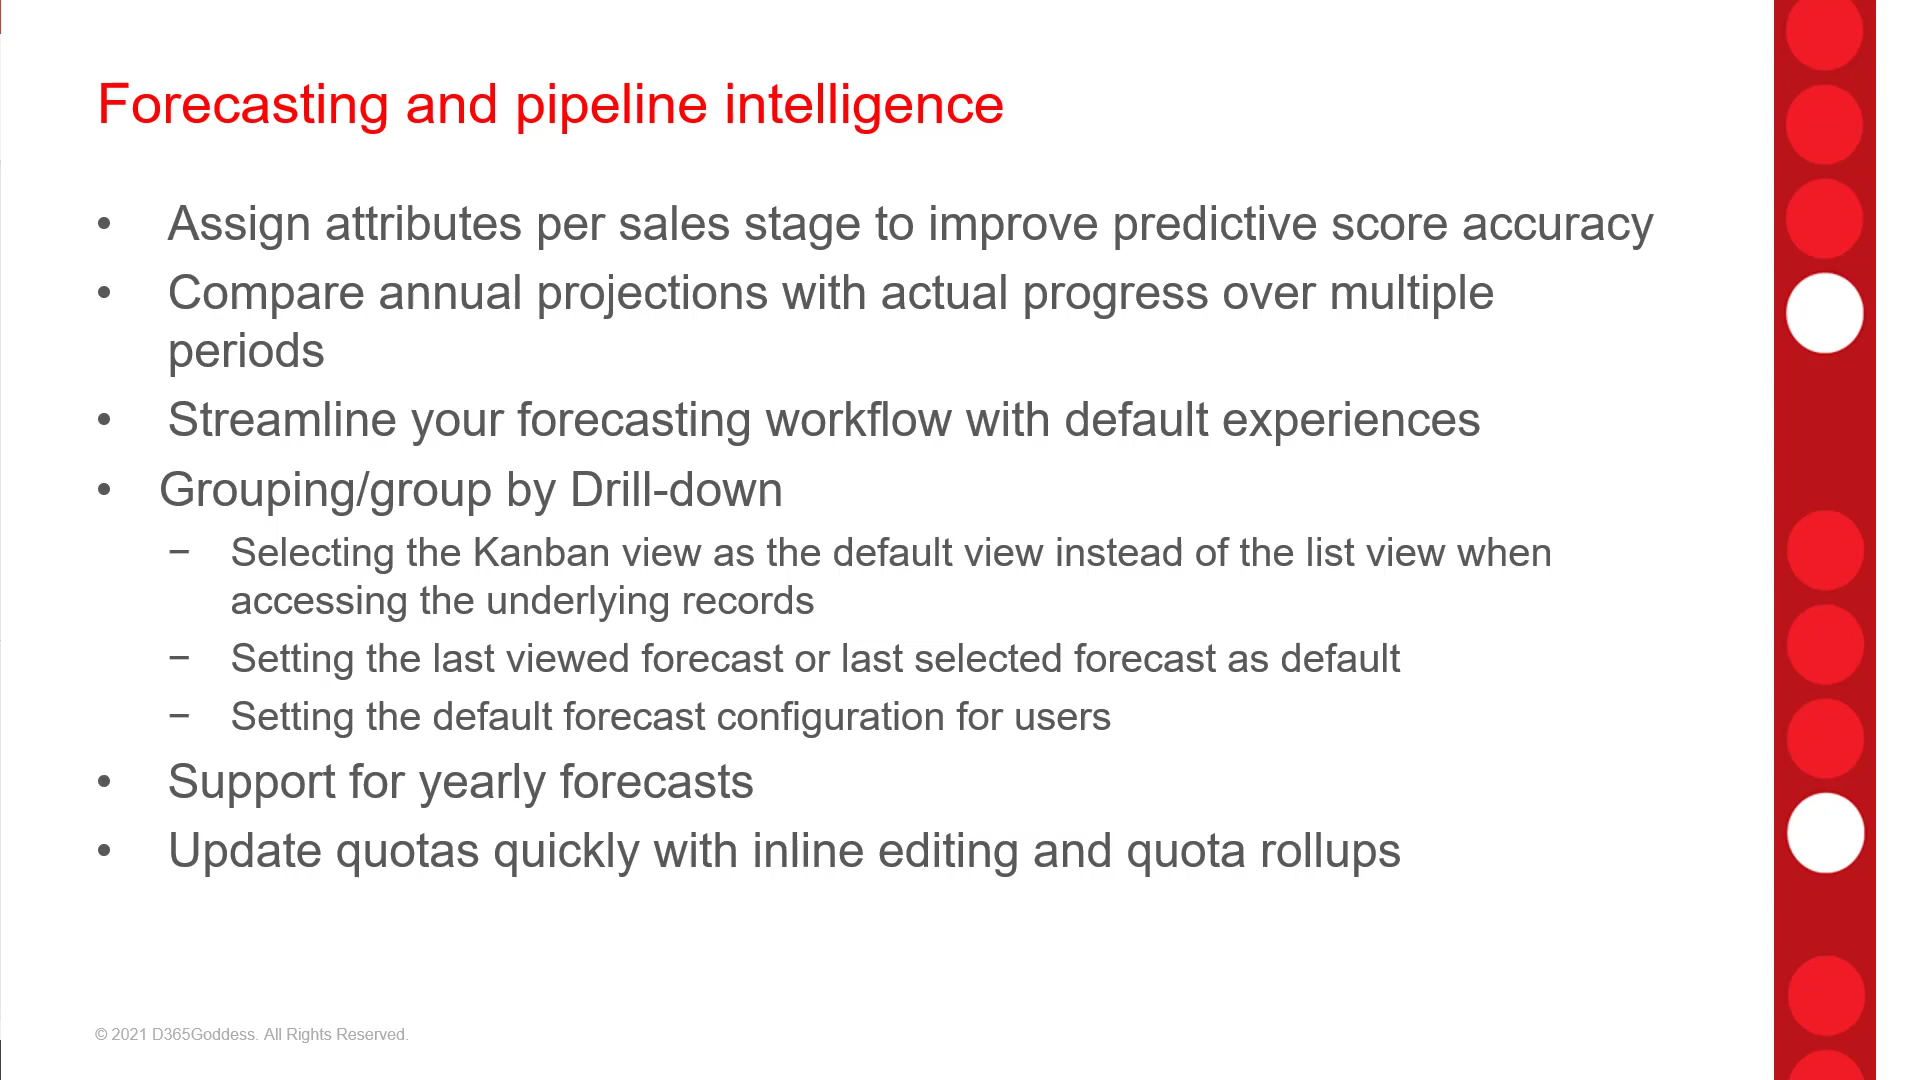 Forecasting and pipeline intelligence
• Assign attributes per sales stage to improve predictive score accuracy
• Compare annual projections with actual progress over multiple
periods
• Streamline your forecasting workflow with default experiences
• Grouping/group by Drill-down
− Selecting the Kanban view as the default view instead of the list view when
accessing the underlying records
− Setting the last viewed forecast or last selected forecast as default
− Setting the default forecast configuration for users
• Support for yearly forecasts
• Update quotas quickly with inline editing and quota rollups
© 2021 D365Goddess. All Rights Reserved.